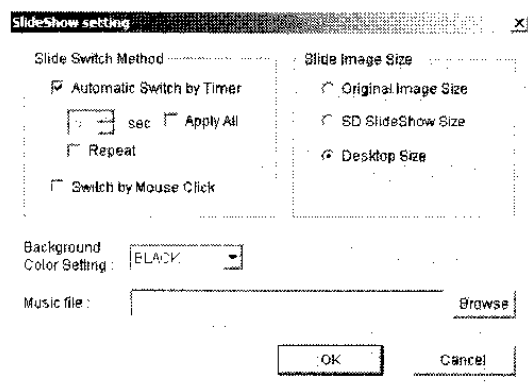 SlideShow setting
Slide Switch Method
Automatic Switch by Timer
sec
Apply All
Repeat
Switch by Mouse Click
Slide Image Size
Original Image Size
SD SlideShow Size
Desktop Size
Background
Color Setting :
BLACK
Music file :
Browse
OK
Cancel